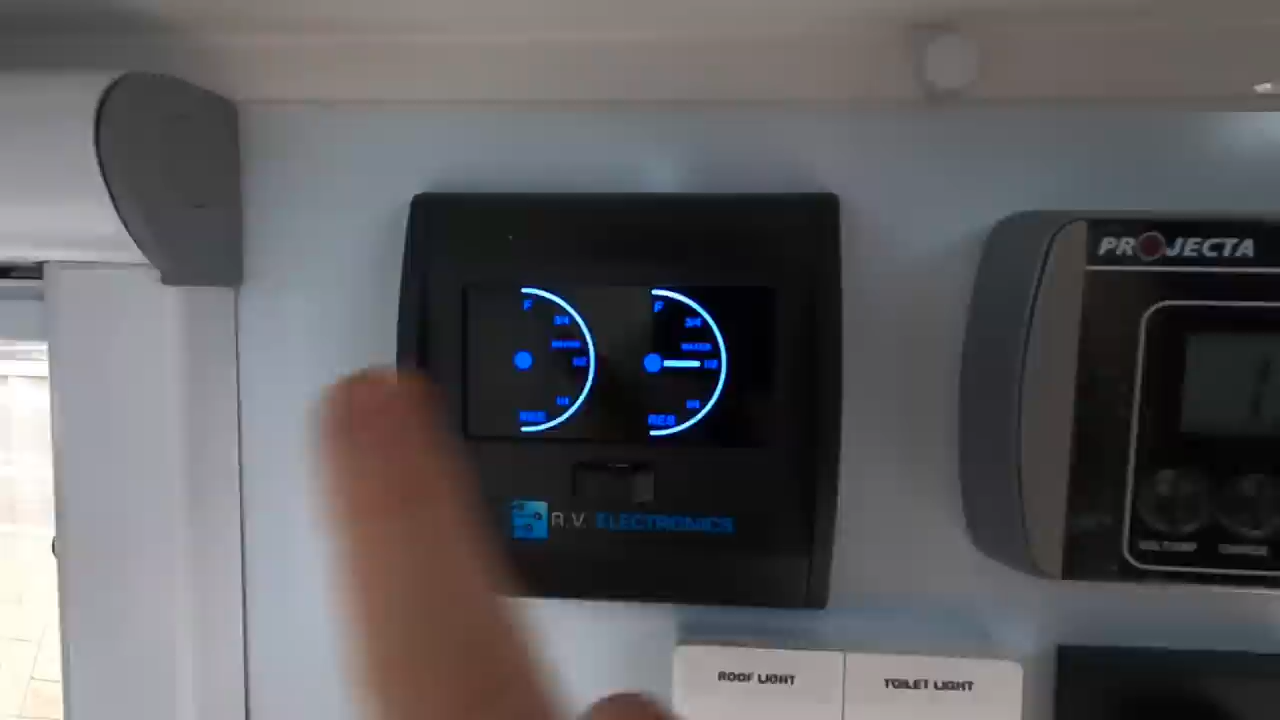 PROJECTA
F
3/4
WATER
1/2
1/4
RES
F
3/4
WATER
1/2
1/4
RES
R.V. ELECTRONICS
ROOF LIGHT
TOILET LIGHT